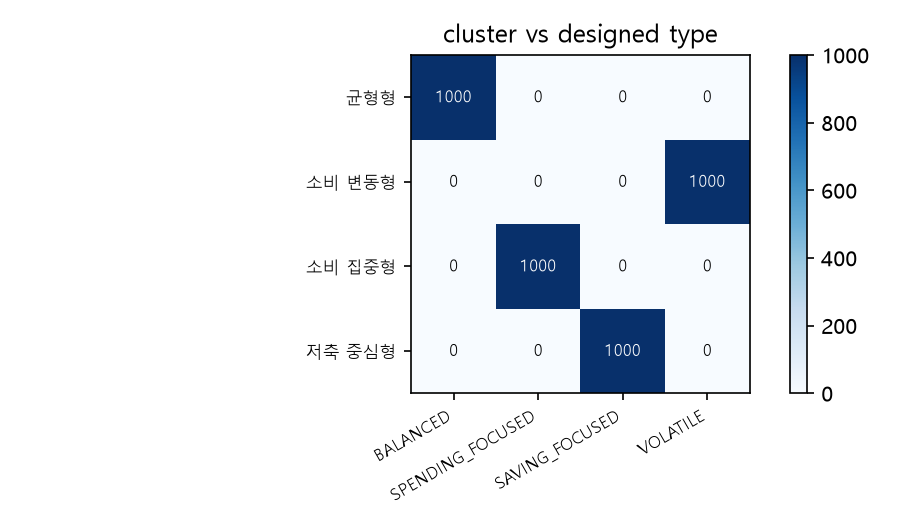 cluster vs designed type
균형형 1000 0 0 0
소비 변동형 0 0 0 1000
소비 집중형 0 1000 0 0
저축 중심형 0 0 1000 0
BALANCED SPENDING_FOCUSED SAVING_FOCUSED VOLATILE
1000
800
600
400
200
0